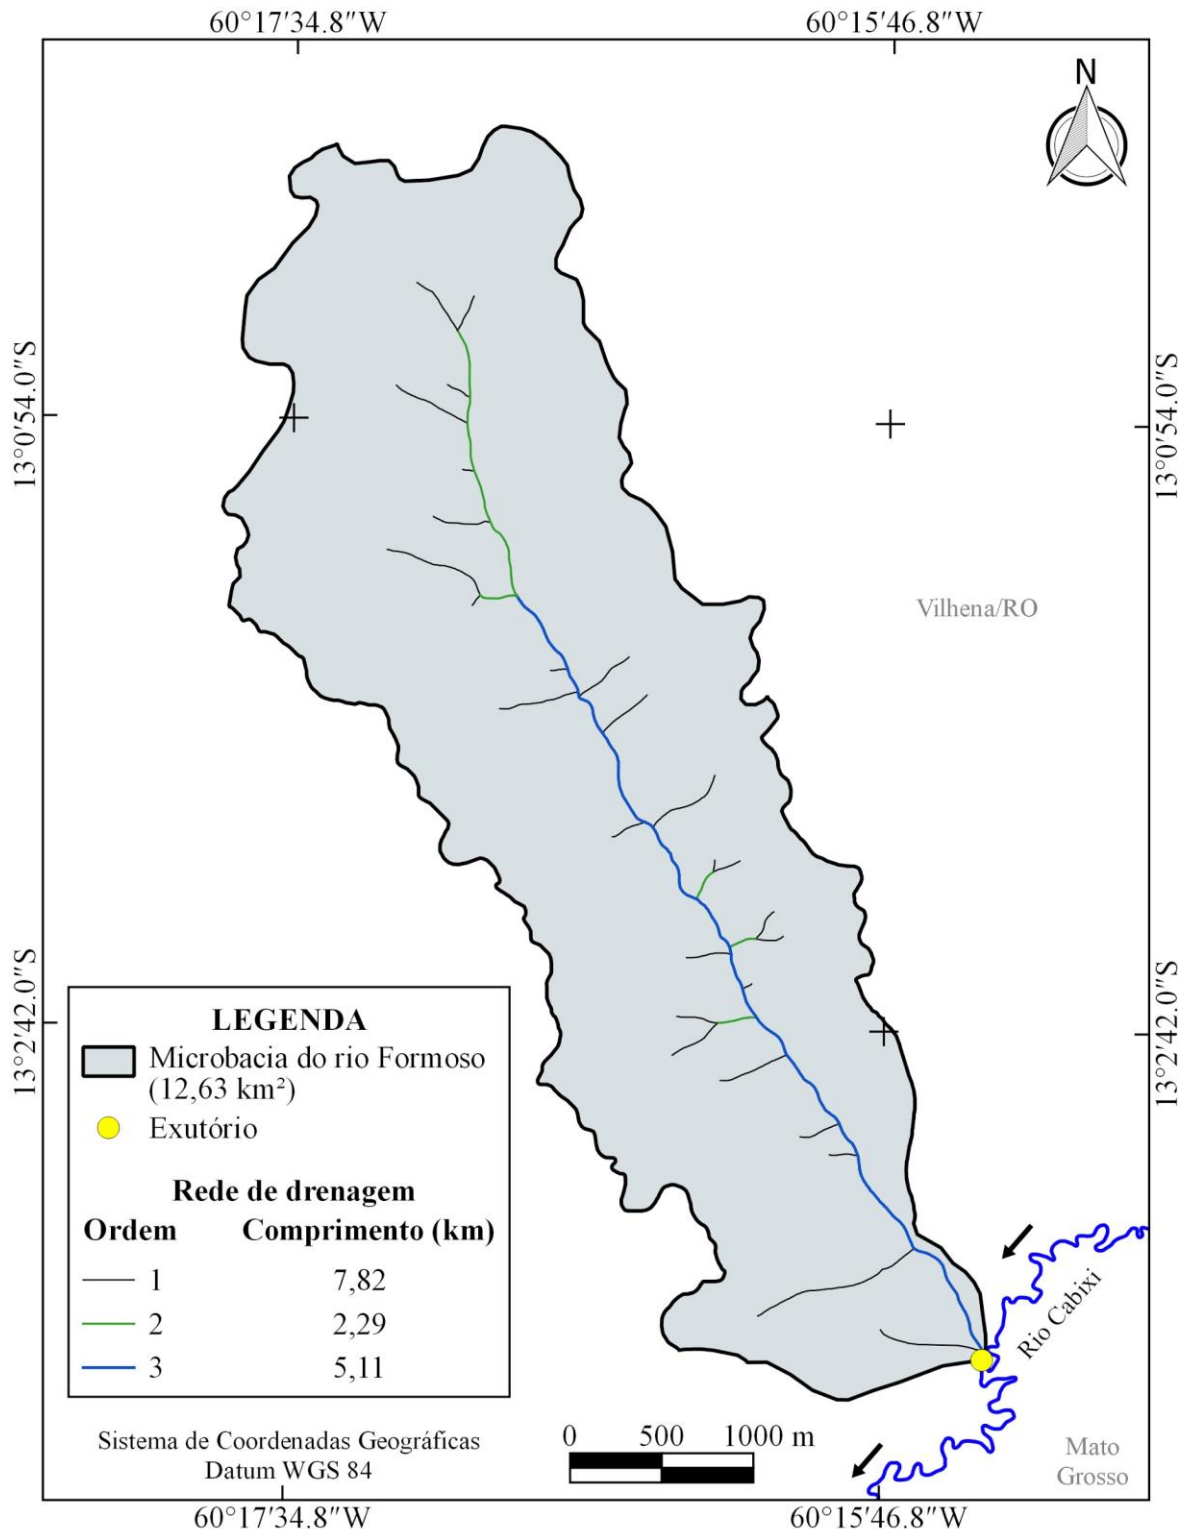 60°17'34.8"W
60°15'46.8"W
N
13°0'54.0"S
13°0'54.0"S
Vilhena/RO
13°2'42.0"S
13°2'42.0"S
LEGENDA
Microbacia do rio Formoso
(12,63 km²)
Exutório
Rede de drenagem
Ordem Comprimento (km)
1 7,82
2 2,29
3 5,11
Rio Cabixi
Sistema de Coordenadas Geográficas
Datum WGS 84
0 500 1000 m
Mato
Grosso
60°17'34.8"W
60°15'46.8"W